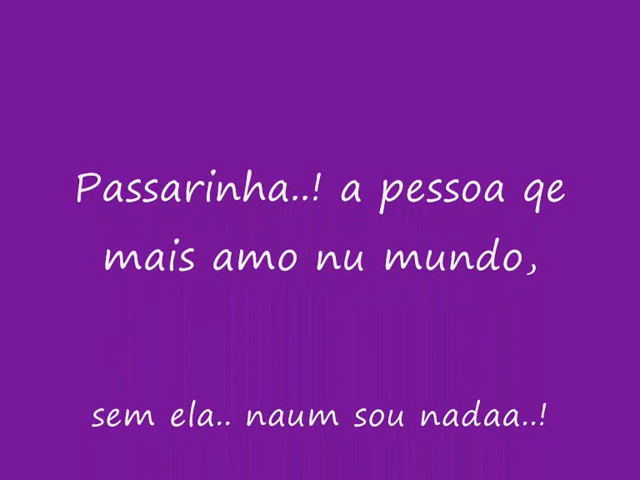 Passarinha..! a pessoa qe
mais amo nu mundo,
sem ela.. naum sou nadaa..!